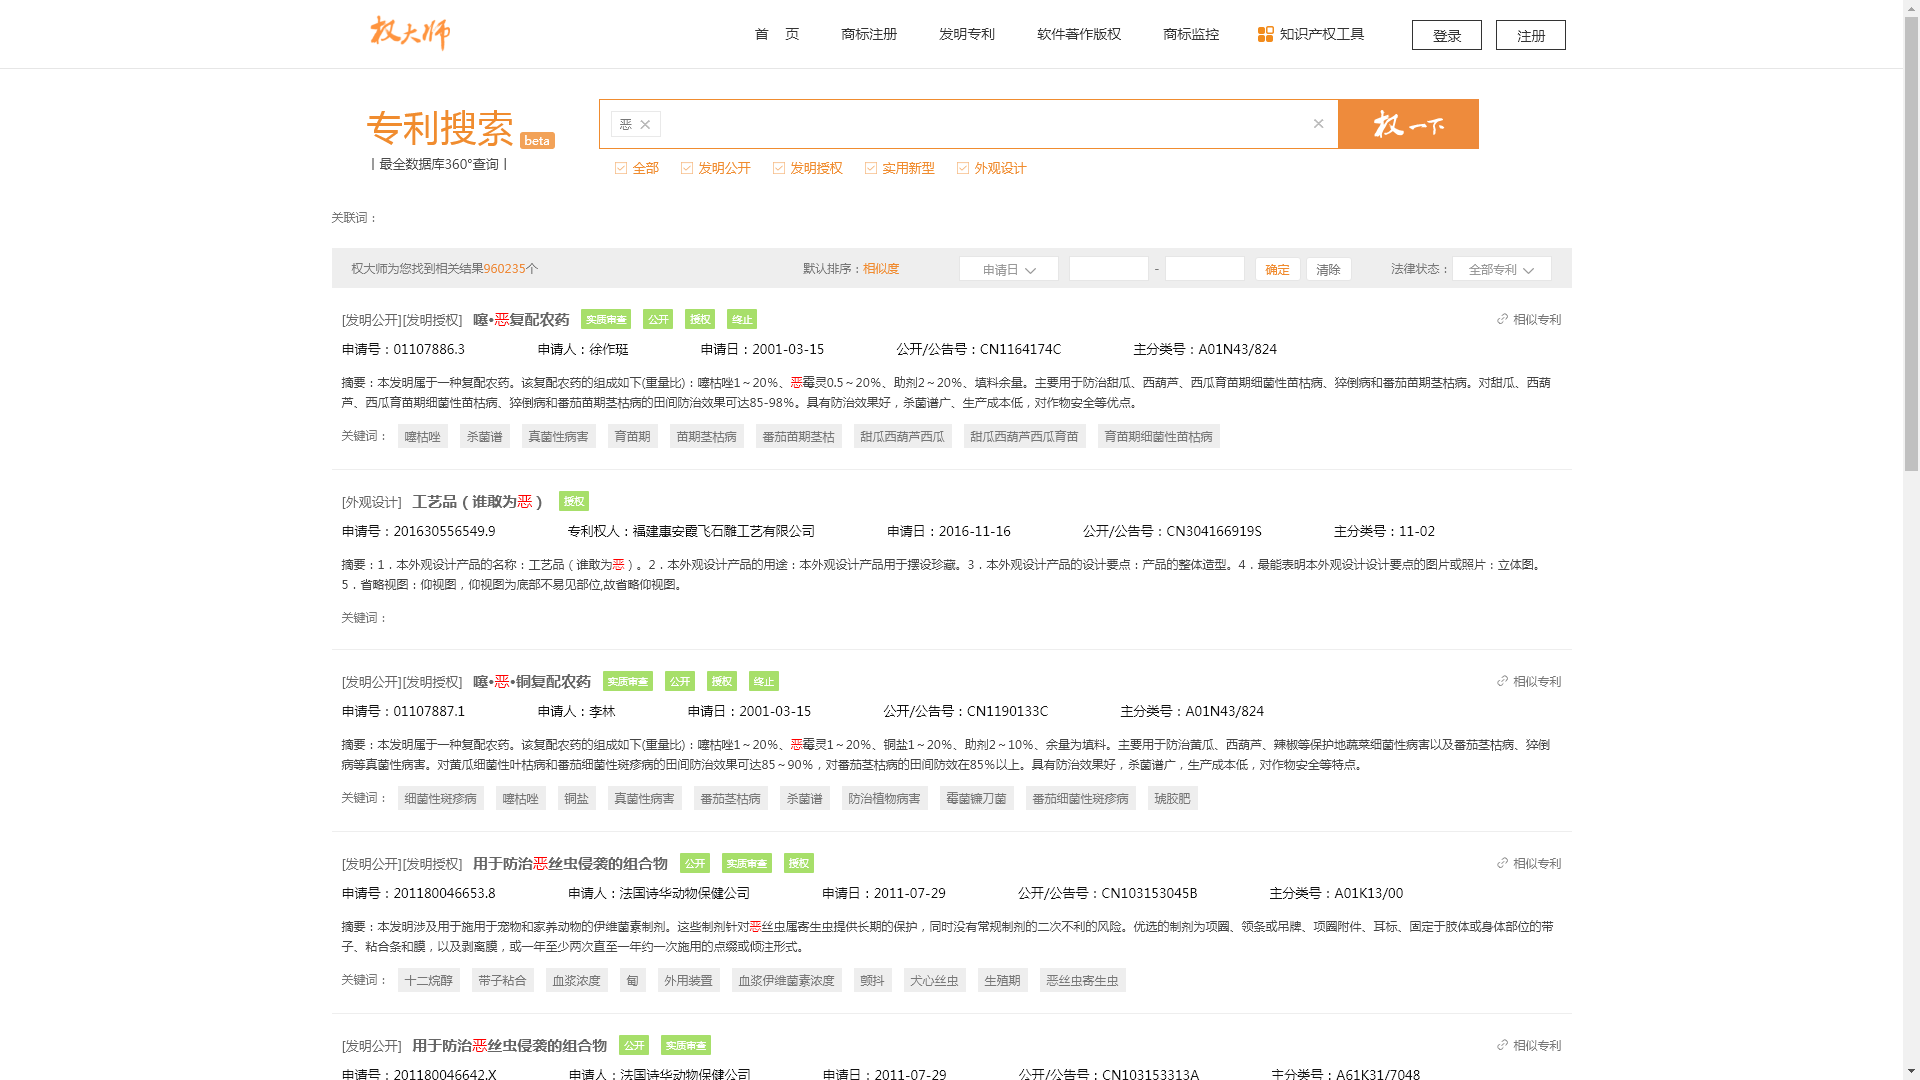 权大师 首 页 商标注册 发明专利 软件著作版权 商标监控 知识产权工具 登录 注册
专利搜索 beta
丨最全数据库360°查询丨
恶 × × 权一下
全部 发明公开 发明授权 实用新型 外观设计
关联词：
权大师为您找到相关结果960235个 默认排序：相似度 申请日 - 确定 清除 法律状态： 全部专利
[发明公开][发明授权] 噻•恶复配农药 实质审查 公开 授权 终止 相似专利
申请号：01107886.3 申请人：徐作珽 申请日：2001-03-15 公开/公告号：CN1164174C 主分类号：A01N43/824
摘要：本发明属于一种复配农药。该复配农药的组成如下(重量比)：噻枯唑1～20%、恶霉灵0.5～20%、助剂2～20%、填料余量。主要用于防治甜瓜、西葫芦、西瓜育苗期细菌性苗枯病、猝倒病和番茄苗期茎枯病。对甜瓜、西葫
芦、西瓜育苗期细菌性苗枯病、猝倒病和番茄苗期茎枯病的田间防治效果可达85-98%。具有防治效果好，杀菌谱广、生产成本低，对作物安全等优点。
关键词： 噻枯唑 杀菌谱 真菌性病害 育苗期 苗期茎枯病 番茄苗期茎枯 甜瓜西葫芦西瓜 甜瓜西葫芦西瓜育苗 育苗期细菌性苗枯病
[外观设计] 工艺品（谁敢为恶） 授权
申请号：201630556549.9 专利权人：福建惠安霞飞石雕工艺有限公司 申请日：2016-11-16 公开/公告号：CN304166919S 主分类号：11-02
摘要：1．本外观设计产品的名称：工艺品（谁敢为恶）。2．本外观设计产品的用途：本外观设计产品用于摆设珍藏。3．本外观设计产品的设计要点：产品的整体造型。4．最能表明本外观设计设计要点的图片或照片：立体图。
5．省略视图：仰视图，仰视图为底部不易见部位,故省略仰视图。
关键词：
[发明公开][发明授权] 噻•恶•铜复配农药 实质审查 公开 授权 终止 相似专利
申请号：01107887.1 申请人：李林 申请日：2001-03-15 公开/公告号：CN1190133C 主分类号：A01N43/824
摘要：本发明属于一种复配农药。该复配农药的组成如下(重量比)：噻枯唑1～20%、恶霉灵1～20%、铜盐1～20%、助剂2～10%、余量为填料。主要用于防治黄瓜、西葫芦、辣椒等保护地蔬菜细菌性病害以及番茄茎枯病、猝倒
病等真菌性病害。对黄瓜细菌性叶枯病和番茄细菌性斑疹病的田间防治效果可达85～90%，对番茄茎枯病的田间防效在85%以上。具有防治效果好，杀菌谱广，生产成本低，对作物安全等特点。
关键词： 细菌性斑疹病 噻枯唑 铜盐 真菌性病害 番茄茎枯病 杀菌谱 防治植物病害 霉菌镰刀菌 番茄细菌性斑疹病 琥胶肥
[发明公开][发明授权] 用于防治恶丝虫侵袭的组合物 公开 实质审查 授权 相似专利
申请号：201180046653.8 申请人：法国诗华动物保健公司 申请日：2011-07-29 公开/公告号：CN103153045B 主分类号：A01K13/00
摘要：本发明涉及用于施用于宠物和家养动物的伊维菌素制剂。这些制剂针对恶丝虫属寄生虫提供长期的保护，同时没有常规制剂的二次不利的风险。优选的制剂为项圈、领条或吊牌、项圈附件、耳标、固定于胶体或身体部位的带
子、粘合条和膜，以及剥离膜，或一年至少两次直至一年约一次施用的点缀或倾注形式。
关键词： 十二烷醇 带子粘合 血浆浓度 匍 外用装置 血浆伊维菌素浓度 颤抖 犬心丝虫 生殖期 恶丝虫寄生虫
[发明公开] 用于防治恶丝虫侵袭的组合物 公开 实质审查 相似专利
申请号：201180046642.X 申请人：法国诗华动物保健公司 申请日：2011-07-29 公开/公告号：CN103153313A 主分类号：A61K31/7048